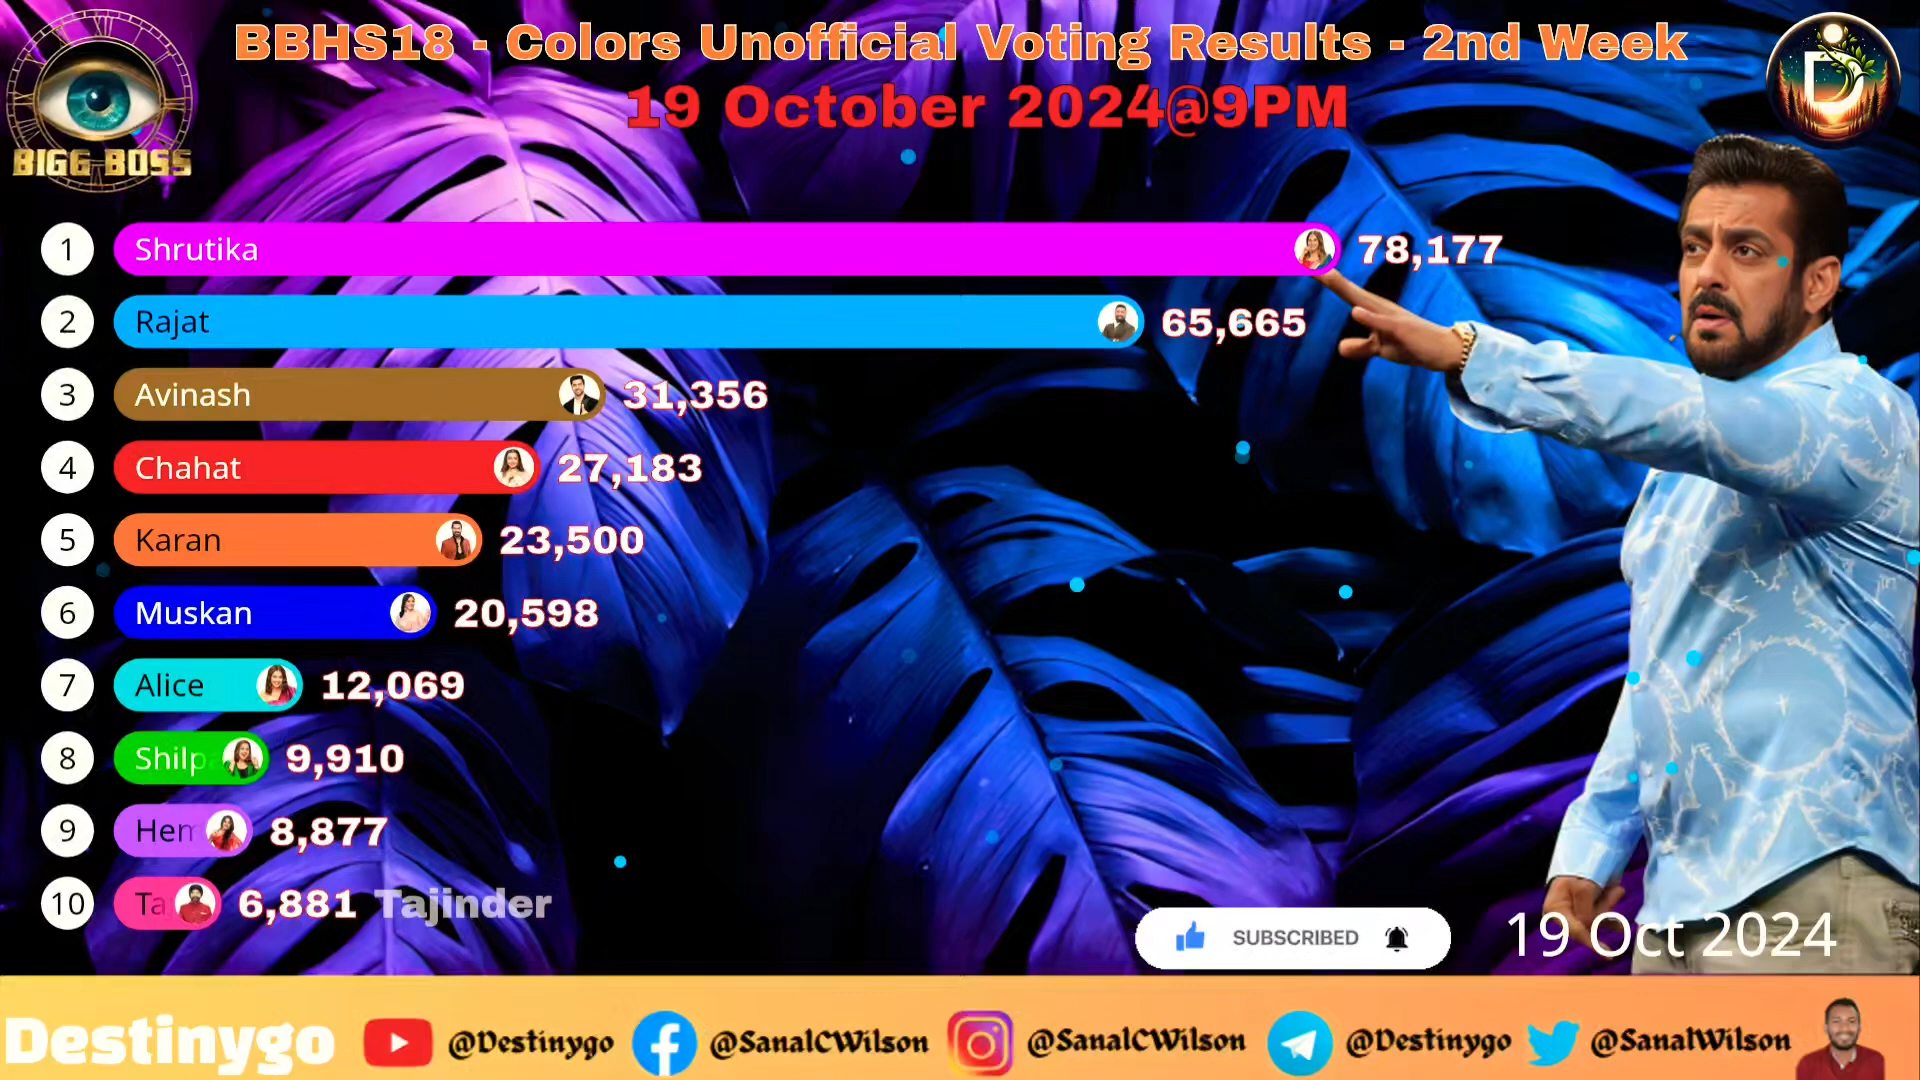 BBHS18 - Colors Unofficial Voting Results - 2nd Week
19 October 2024@9PM
BIGG BOSS
D
1 Shrutika 78,177
2 Rajat 65,665
3 Avinash 31,356
4 Chahat 27,183
5 Karan 23,500
6 Muskan 20,598
7 Alice 12,069
8 Shilp 9,910
9 Hem 8,877
10 Ta 6,881 Tajinder
SUBSCRIBED
19 Oct 2024
Destinygo @Destinygo @SanalCWilson @SanalCWilson @Destinygo @SanalWilson